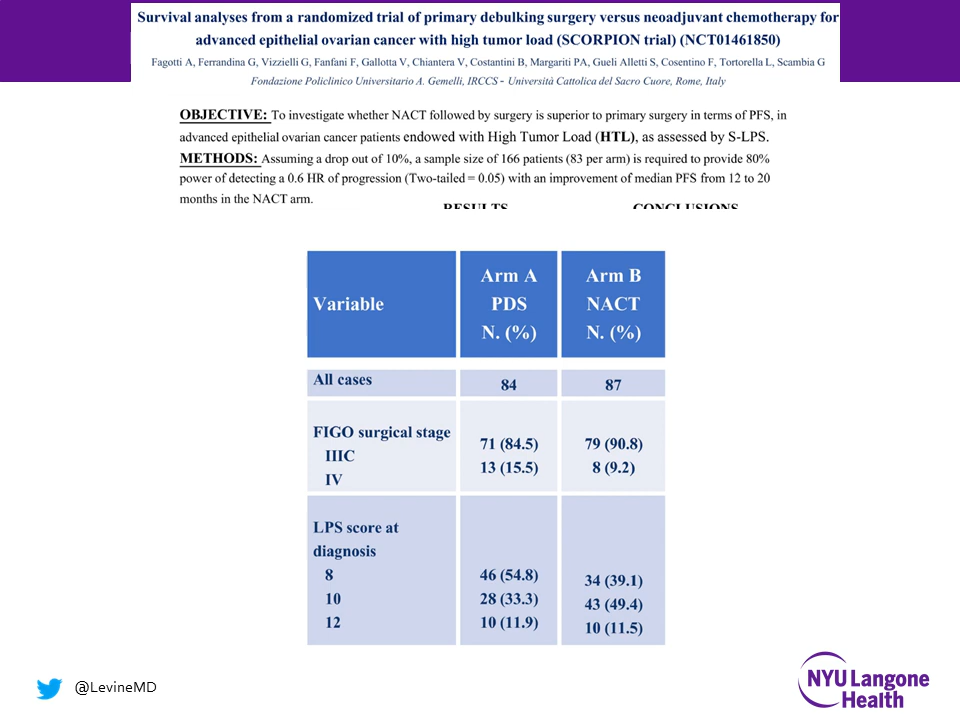 Survival analyses from a randomized trial of primary debulking surgery versus neoadjuvant chemotherapy for
advanced epithelial ovarian cancer with high tumor load (SCORPION trial) (NCT01461850)
Fagotti A, Ferrandina G, Vizzielli G, Fanfani F, Gallotta V, Chiantera V, Costantini B, Margariti PA, Gueli Alletti S, Cosentino F, Tortorella L, Scambia G
Fondazione Policlinico Universitario A. Gemelli, IRCCS - Università Cattolica del Sacro Cuore, Rome, Italy
OBJECTIVE: To investigate whether NACT followed by surgery is superior to primary surgery in terms of PFS, in
advanced epithelial ovarian cancer patients endowed with High Tumor Load (HTL), as assessed by S-LPS.
METHODS: Assuming a drop out of 10%, a sample size of 166 patients (83 per arm) is required to provide 80%
power of detecting a 0.6 HR of progression (Two-tailed = 0.05) with an improvement of median PFS from 12 to 20
months in the NACT arm.
RESULTS CONCLUSIONS
Variable Arm A PDS N. (%) Arm B NACT N. (%)
All cases 84 87
FIGO surgical stage
IIIC 71 (84.5) 79 (90.8)
IV 13 (15.5) 8 (9.2)
LPS score at
diagnosis
8 46 (54.8) 34 (39.1)
10 28 (33.3) 43 (49.4)
12 10 (11.9) 10 (11.5)
@LevineMD
NYU Langone
Health